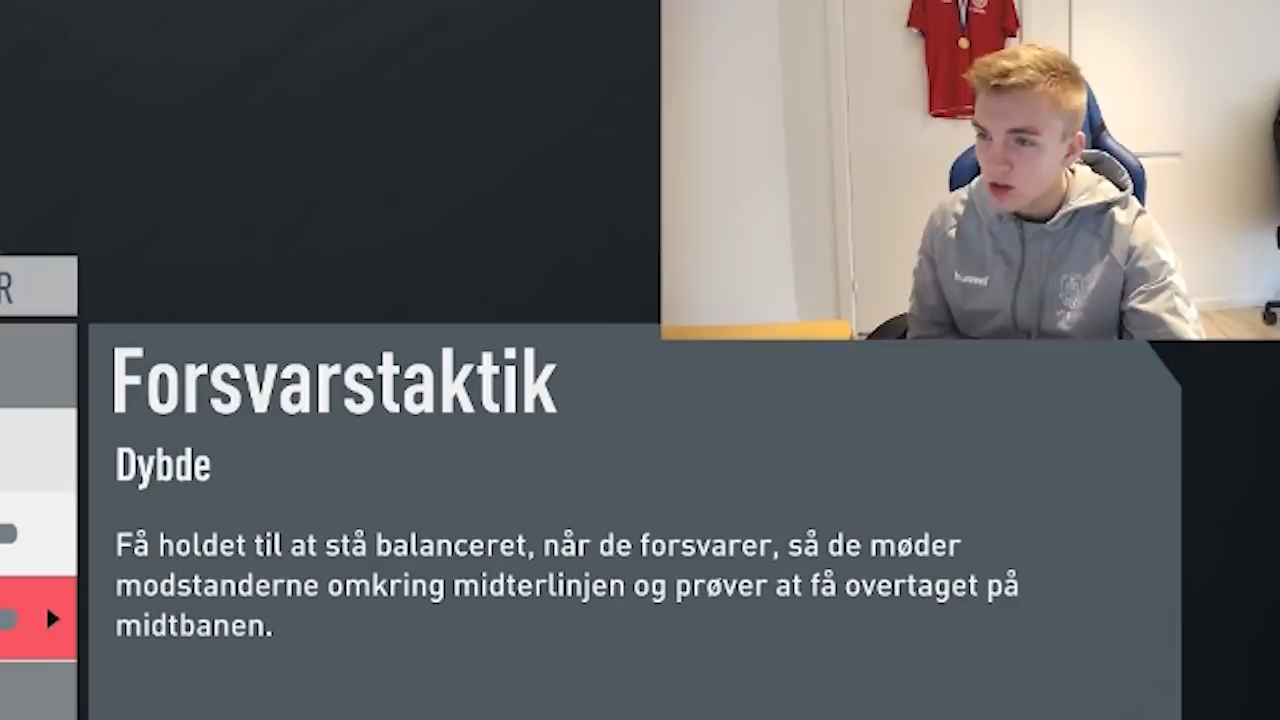 hummel
R
Forsvarstaktik
Dybde
Få holdet til at stå balanceret, når de forsvarer, så de møder
modstanderne omkring midterlinjen og prøver at få overtaget på
midtbanen.